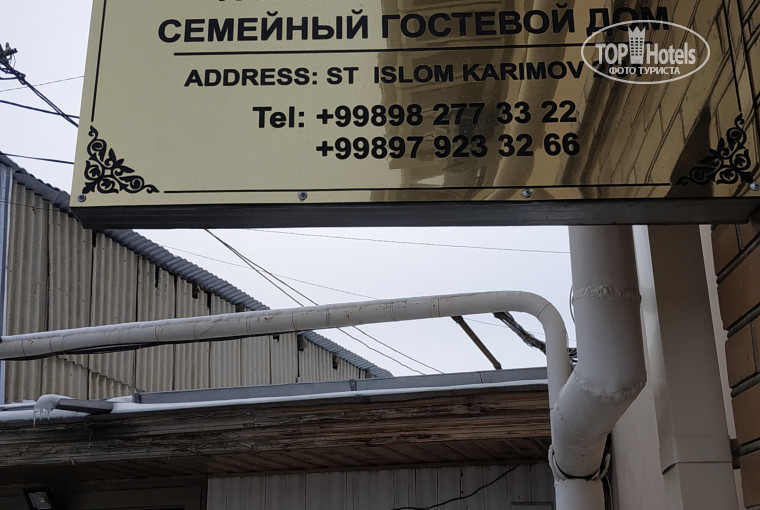 СЕМЕЙНЫЙ ГОСТЕВОЙ ДОМ
ADDRESS: ST ISLOM KARIMOV
Tel: +99898 277 33 22
+99897 923 32 66
TOP Hotels
ФОТО ТУРИСТА